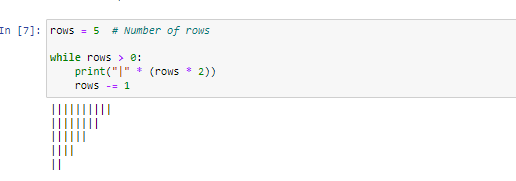 In [7]: rows = 5  # Number of rows

while rows > 0:
    print("|" * (rows * 2))
    rows -= 1
||||||||||
||||||||
||||||
||||
||